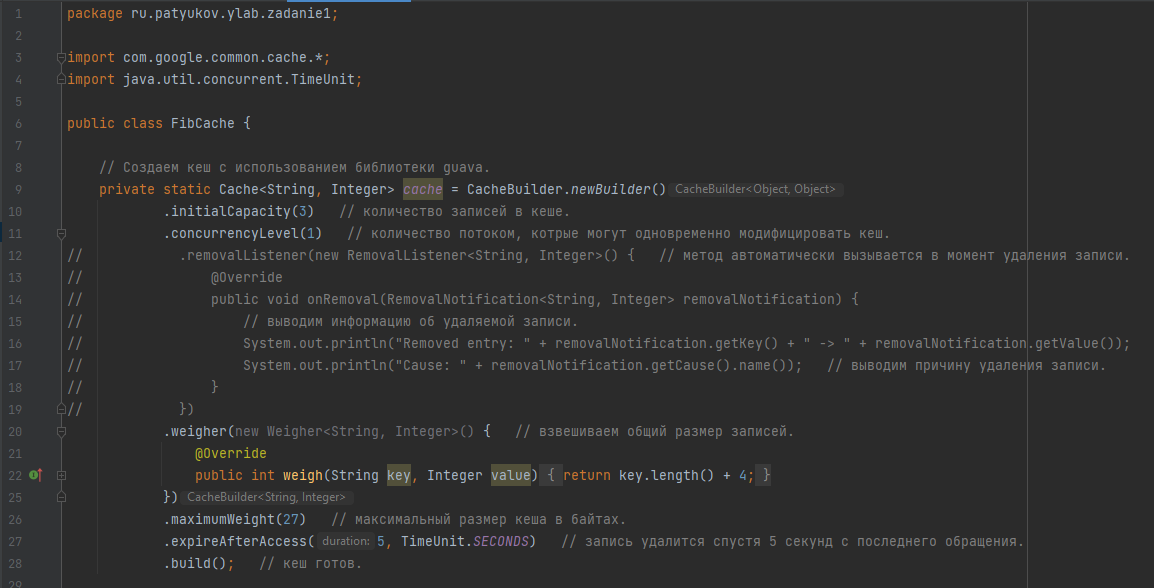 1 package ru.patyukov.ylab.zadanie1;
2
3 import com.google.common.cache.*;
4 import java.util.concurrent.TimeUnit;
5
6 public class FibCache {
7
8 // Создаем кеш с использованием библиотеки guava.
9 private static Cache<String, Integer> cache = CacheBuilder.newBuilder() CacheBuilder<Object, Object>
10 .initialCapacity(3) // количество записей в кеше.
11 .concurrencyLevel(1) // количество потоком, котрые могут одновременно модифицировать кеш.
12 // .removalListener(new RemovalListener<String, Integer>() { // метод автоматически вызывается в момент удаления записи.
13 // @Override
14 // public void onRemoval(RemovalNotification<String, Integer> removalNotification) {
15 // // выводим информацию об удаляемой записи.
16 // System.out.println("Removed entry: " + removalNotification.getKey() + " -> " + removalNotification.getValue());
17 // System.out.println("Cause: " + removalNotification.getCause().name()); // выводим причину удаления записи.
18 // }
19 // })
20 .weigher(new Weigher<String, Integer>() { // взвешиваем общий размер записей.
21 @Override
22 public int weigh(String key, Integer value) { return key.length() + 4; }
25 }) CacheBuilder<String, Integer>
26 .maximumWeight(27) // максимальный размер кеша в байтах.
27 .expireAfterAccess( duration: 5, TimeUnit.SECONDS) // запись удалится спустя 5 секунд с последнего обращения.
28 .build(); // кеш готов.
29